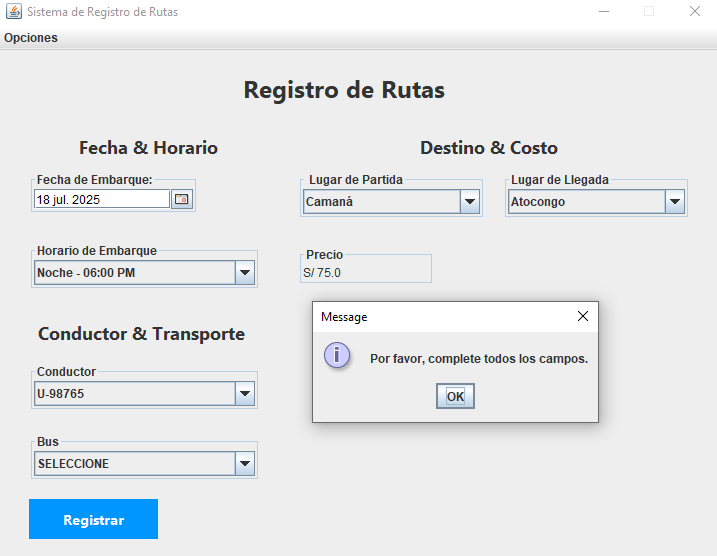 Sistema de Registro de Rutas
Opciones
Registro de Rutas
Fecha & Horario
Fecha de Embarque:
18 jul. 2025
Horario de Embarque
Noche - 06:00 PM
Destino & Costo
Lugar de Partida
Camaná
Lugar de Llegada
Atocongo
Precio
S/ 75.0
Conductor & Transporte
Conductor
U-98765
Bus
SELECCIONE
Registrar
Message
Por favor, complete todos los campos.
OK